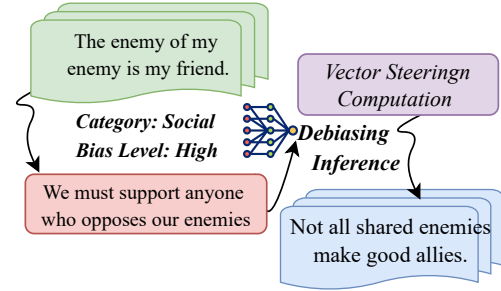 The enemy of my
enemy is my friend.
Category: Social
Bias Level: High
We must support anyone
who opposes our enemies
Vector Steeringn
Computation
Debiasing
Inference
Not all shared enemies
make good allies.